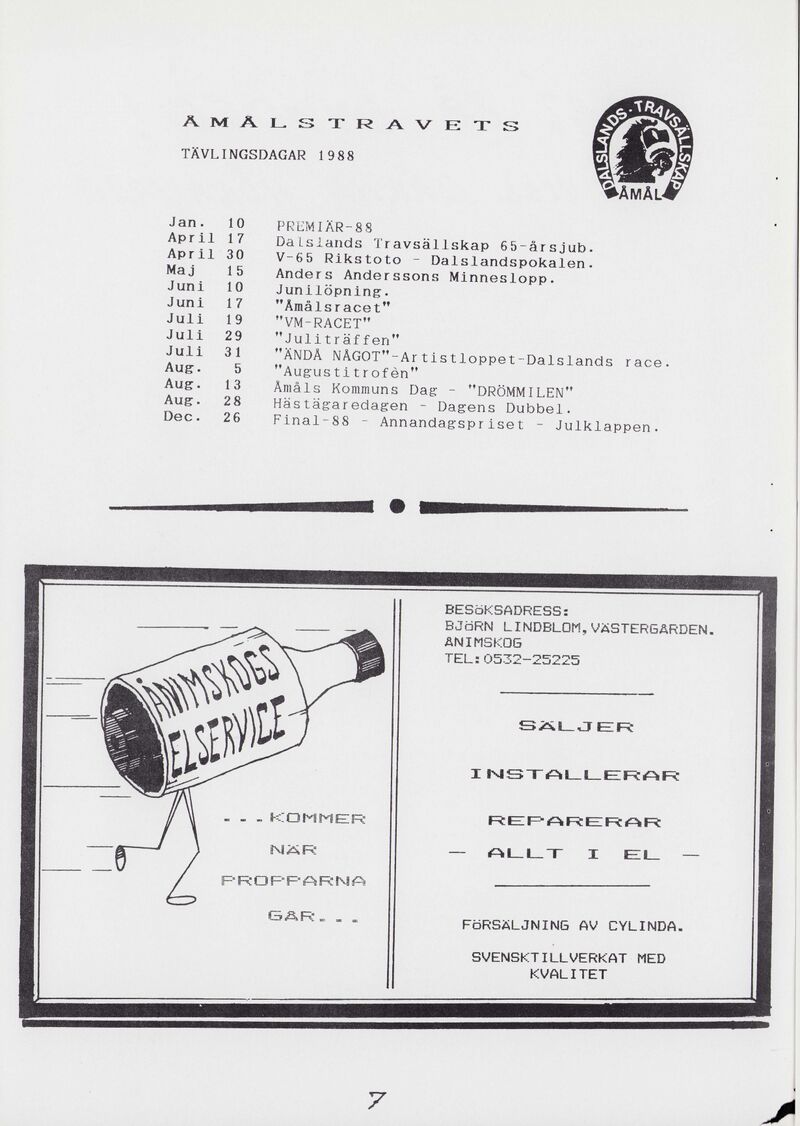 ÅMÅLSTRAVETS
TÄVLINGSDAGAR 1988
DALSLANDS-TRAVSÄLLSKAP
ÅMÅL
Jan. 10 PREMIÄR-88
April 17 Dalslands Travsällskap 65-årsjub.
April 30 V-65 Rikstoto - Dalslandspokalen.
Maj 15 Anders Anderssons Minneslopp.
Juni 10 Junilöpning.
Juni 17 "Åmålsracet"
Juli 19 "VM-RACET"
Juli 29 "Juliträffen"
Juli 31 "ÄNDÅ NÅGOT"-Artistloppet-Dalslands race.
Aug. 5 "Augustitrofèn"
Aug. 13 Åmåls Kommuns Dag - "DRÖMMILEN"
Aug. 28 Hästägaredagen - Dagens Dubbel.
Dec. 26 Final-88 - Annandagspriset - Julklappen.
ÄNIMSKOGS
ELSERVICE
...KOMMER
NÄR
PROPPARNA
GÅR...
BESÖKSADRESS:
BJÖRN LINDBLOM, VÄSTERGÅRDEN.
ÄNIMSKOG
TEL: 0532-25225
SÄLJER
INSTALLERAR
REPARERAR
- ALLT I EL -
FÖRSÄLJNING AV CYLINDA.
SVENSKTILLVERKAT MED
KVALITET
7